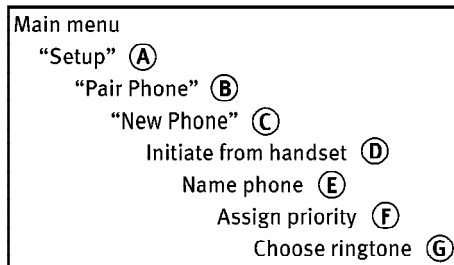 Main menu
“Setup” Ⓐ
“Pair Phone” Ⓑ
“New Phone” Ⓒ
Initiate from handset Ⓓ
Name phone Ⓔ
Assign priority Ⓕ
Choose ringtone Ⓖ